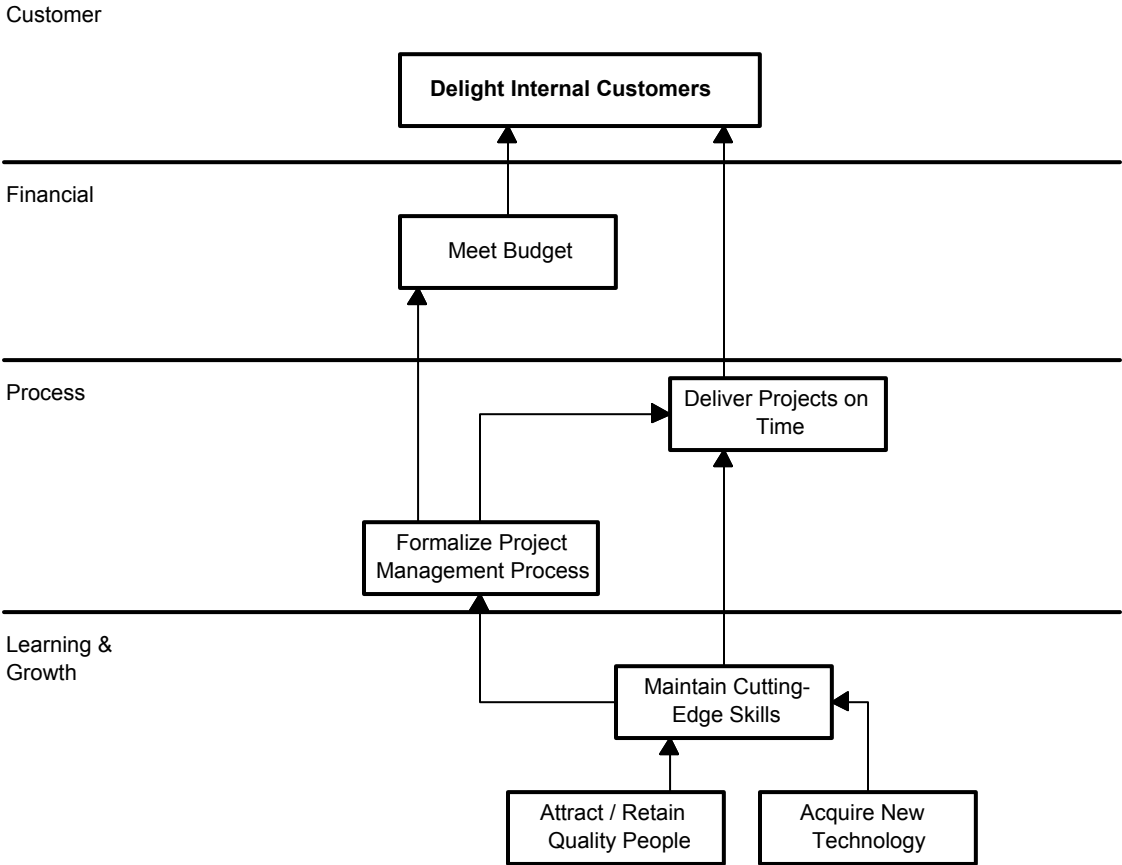 Customer
Delight Internal Customers
Financial
Meet Budget
Process
Deliver Projects on
Time
Formalize Project
Management Process
Learning &
Growth
Maintain Cutting-
Edge Skills
Attract / Retain
Quality People
Acquire New
Technology